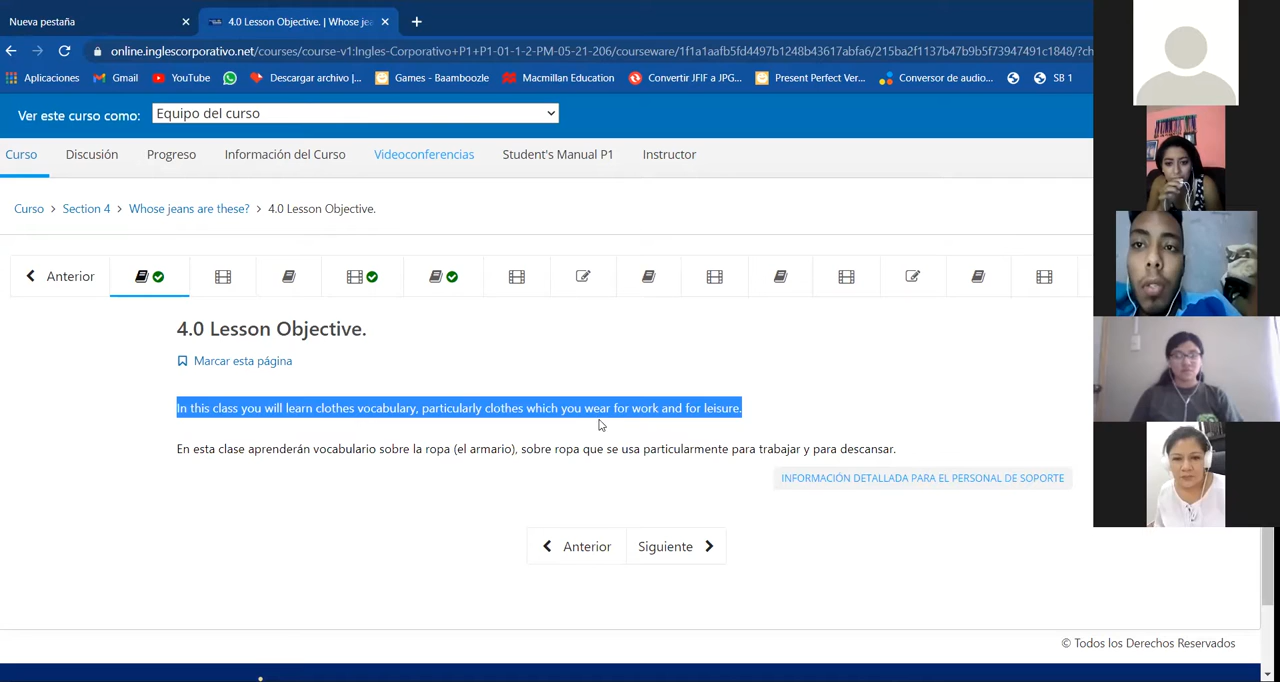 Nueva pestaña
4.0 Lesson Objective. | Whose jea
online.inglescorporativo.net/courses/course-v1:Ingles-Corporativo+P1+P1-01-1-2-PM-05-21-206/courseware/1f1a1aafb5fd4497b1248b43617abfa6/215ba2f1137b47b9b5f73947491c1848/?ch
Aplicaciones Gmail YouTube Descargar archivo |... Games - Baamboozle Macmillan Education Convertir JFIF a JPG... Present Perfect Ver... Conversor de audio... SB 1
Ver este curso como: Equipo del curso
Curso Discusión Progreso Información del Curso Videoconferencias Student's Manual P1 Instructor
Curso > Section 4 > Whose jeans are these? > 4.0 Lesson Objective.
Anterior
4.0 Lesson Objective.
Marcar esta página
In this class you will learn clothes vocabulary, particularly clothes which you wear for work and for leisure.
En esta clase aprenderán vocabulario sobre la ropa (el armario), sobre ropa que se usa particularmente para trabajar y para descansar.
INFORMACIÓN DETALLADA PARA EL PERSONAL DE SOPORTE
Anterior Siguiente
© Todos los Derechos Reservados